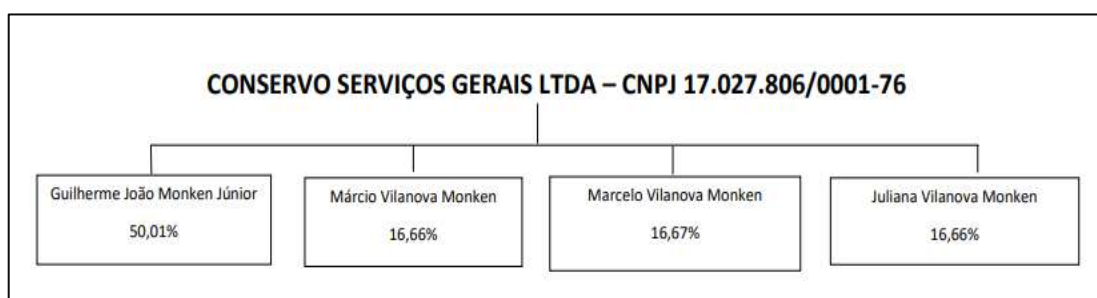 CONSERVO SERVIÇOS GERAIS LTDA – CNPJ 17.027.806/0001-76
Guilherme João Monken Júnior
50,01%
Márcio Vilanova Monken
16,66%
Marcelo Vilanova Monken
16,67%
Juliana Vilanova Monken
16,66%